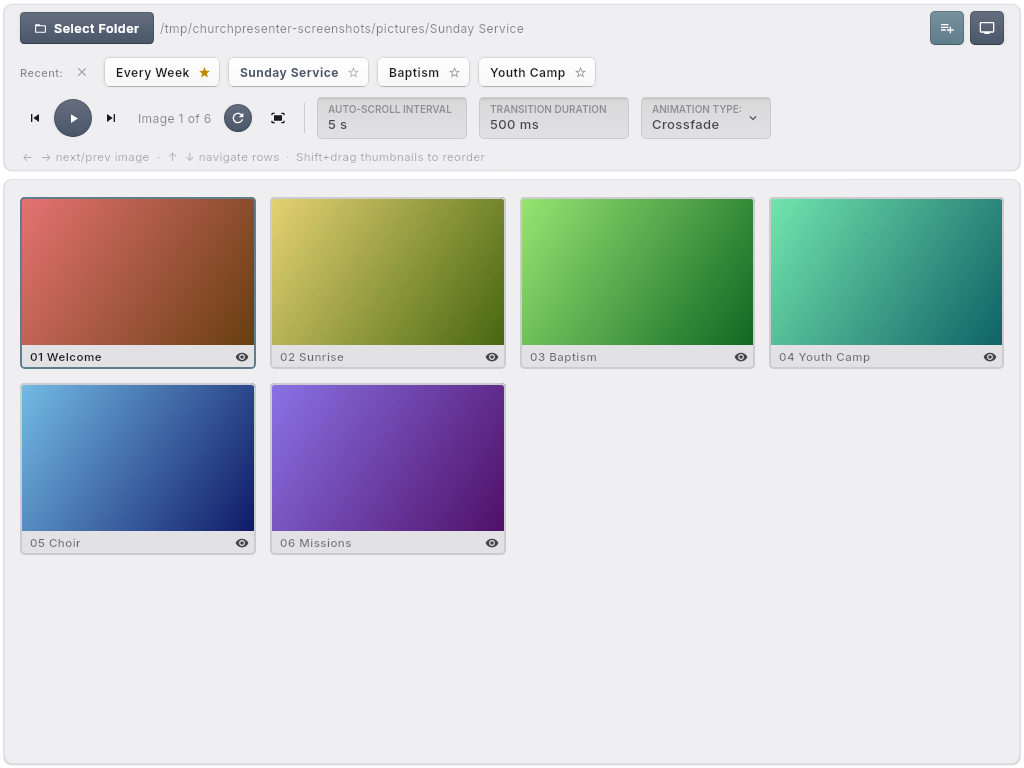 Select Folder /tmp/churchpresenter-screenshots/pictures/Sunday Service
Recent: Every Week Sunday Service Baptism Youth Camp
Image 1 of 6
AUTO-SCROLL INTERVAL
5 s
TRANSITION DURATION
500 ms
ANIMATION TYPE:
Crossfade
← → next/prev image · ↑ ↓ navigate rows · Shift+drag thumbnails to reorder
01 Welcome
02 Sunrise
03 Baptism
04 Youth Camp
05 Choir
06 Missions